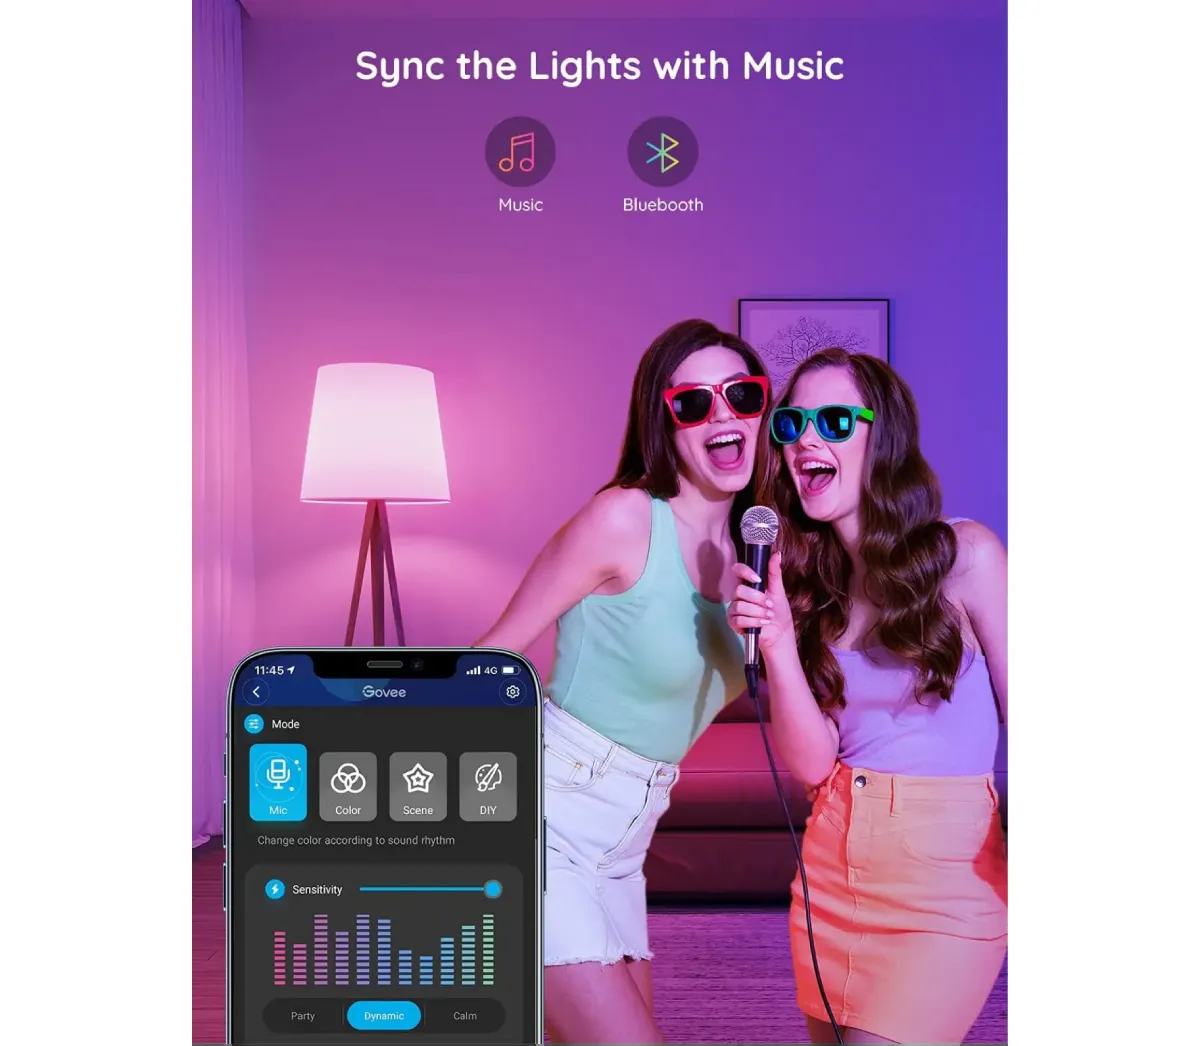 Sync the Lights with Music
Music
Bluebooth
11:45
4G
Govee
Mode
Mic
Color
Scene
DIY
Change color according to sound rhythm
Sensitivity
Party
Dynamic
Calm